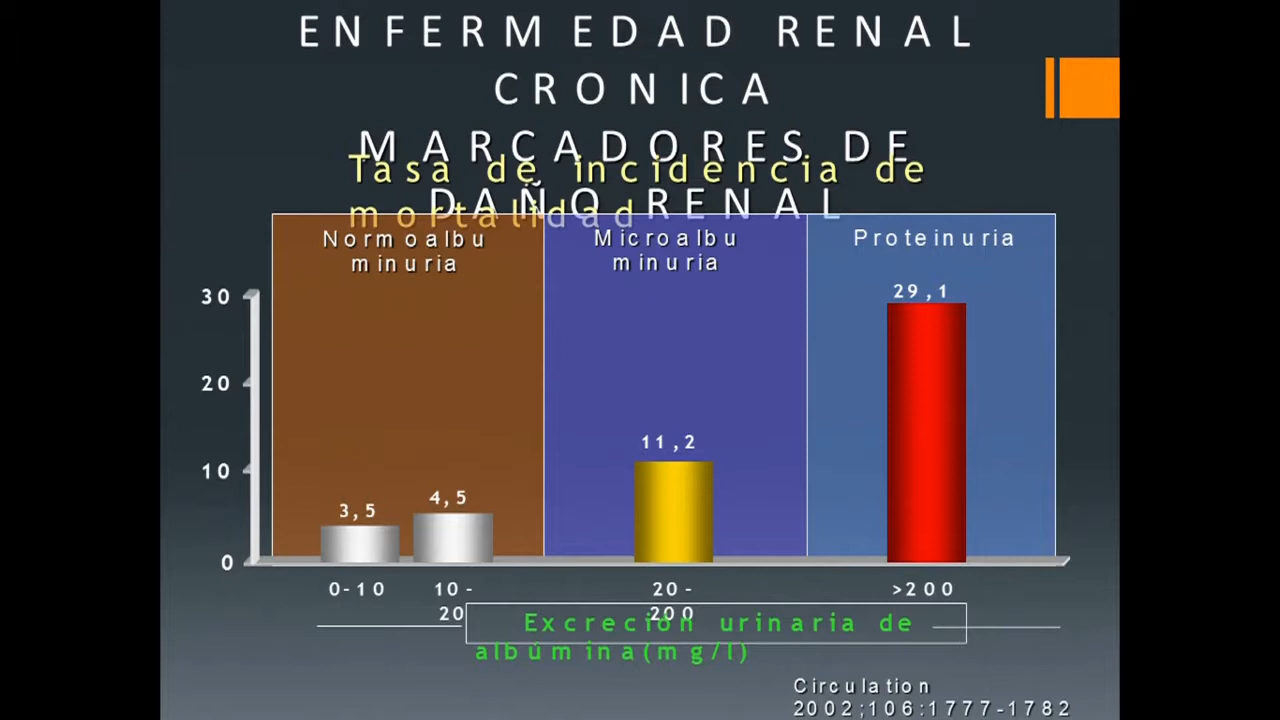 ENFERMEDAD RENAL
CRONICA
MARCADORES DE
DAÑO RENAL
Tasa de incidencia de
mortalidad
Normoalbu
minuria
Microalbu
minuria
Proteinuria
30
20
10
0
3,5
4,5
11,2
29,1
0-10
10-
20
20-
200
>200
Excreción urinaria de
albúmina(mg/l)
Circulation
2002;106:1777-1782